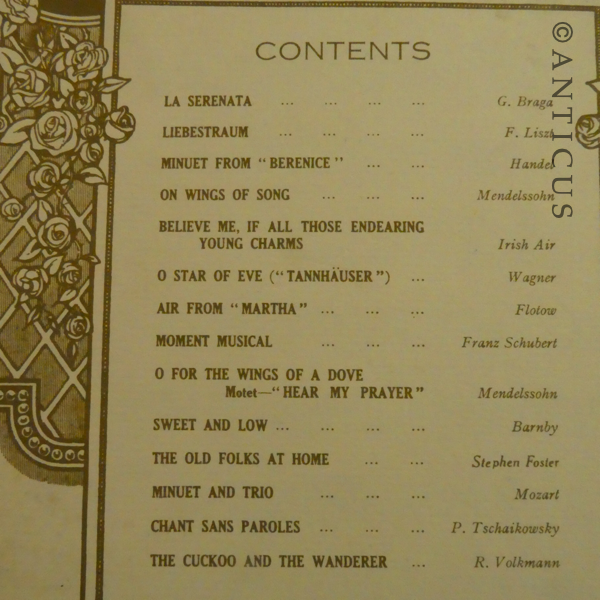 CONTENTS
LA SERENATA ... ... ... ... G. Braga
LIEBESTRAUM ... ... ... ... F. Liszt
MINUET FROM "BERENICE" ... ... Handel
ON WINGS OF SONG ... ... ... Mendelssohn
BELIEVE ME, IF ALL THOSE ENDEARING
YOUNG CHARMS Irish Air
O STAR OF EVE ("TANNHÄUSER") ... Wagner
AIR FROM "MARTHA" ... ... ... Flotow
MOMENT MUSICAL ... ... ... Franz Schubert
O FOR THE WINGS OF A DOVE
Motet—"HEAR MY PRAYER" Mendelssohn
SWEET AND LOW ... ... ... ... Barnby
THE OLD FOLKS AT HOME ... ... Stephen Foster
MINUET AND TRIO ... ... ... Mozart
CHANT SANS PAROLES ... ... ... P. Tschaikowsky
THE CUCKOO AND THE WANDERER ... R. Volkmann
© ANTICUS